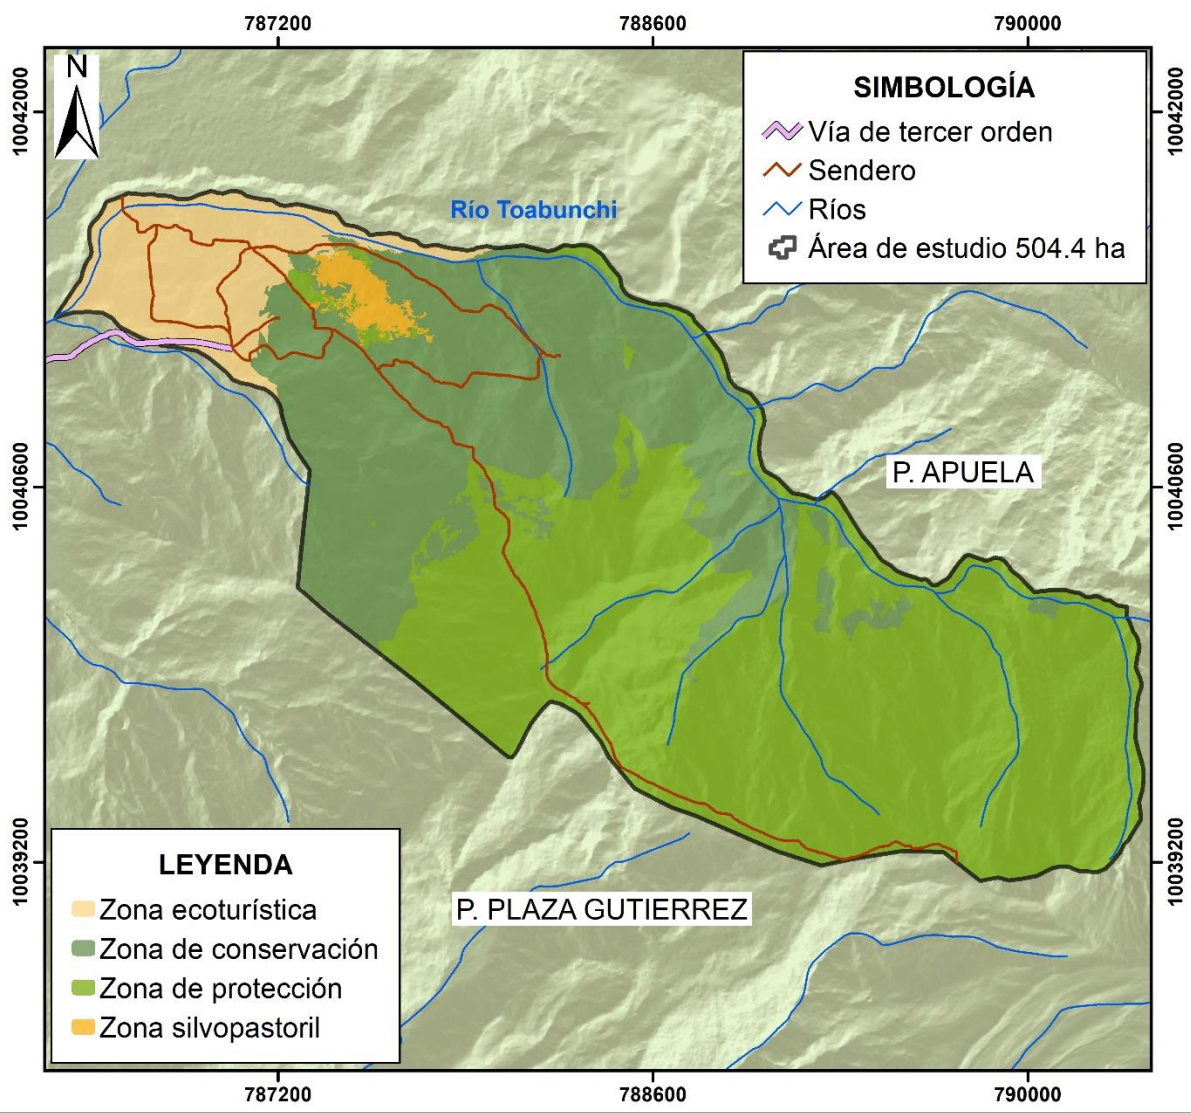 787200
788600
790000
N
10042000
10042000
SIMBOLOGÍA
Vía de tercer orden
Sendero
Ríos
Área de estudio 504.4 ha
Río Toabunchi
P. APUELA
10040600
10040600
10039200
10039200
LEYENDA
Zona ecoturística
Zona de conservación
Zona de protección
Zona silvopastoril
P. PLAZA GUTIERREZ
787200
788600
790000